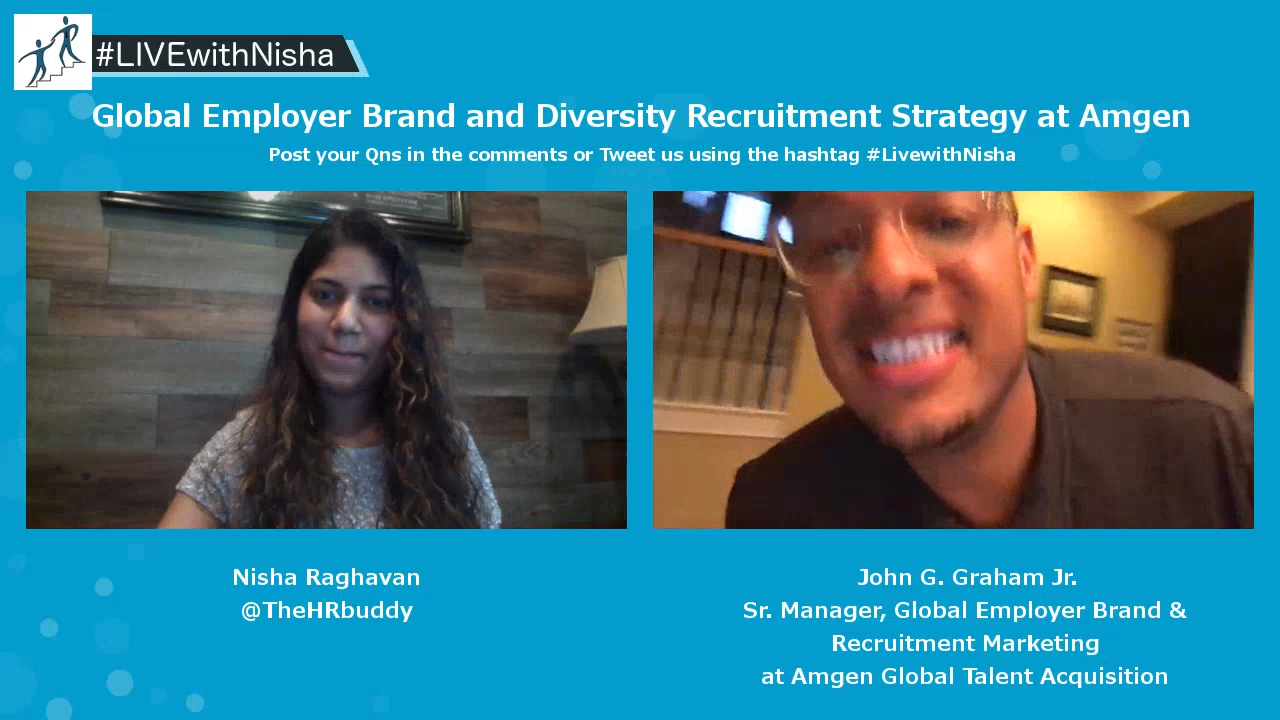 #LIVEwithNisha
Global Employer Brand and Diversity Recruitment Strategy at Amgen
Post your Qns in the comments or Tweet us using the hashtag #LivewithNisha
Nisha Raghavan
@TheHRbuddy
John G. Graham Jr.
Sr. Manager, Global Employer Brand &
Recruitment Marketing
at Amgen Global Talent Acquisition